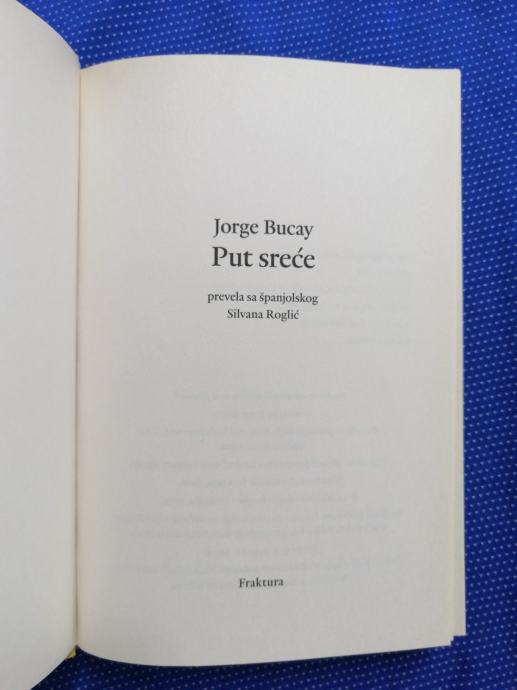 Jorge Bucay
Put sreće
prevela sa španjolskog
Silvana Roglić
Fraktura